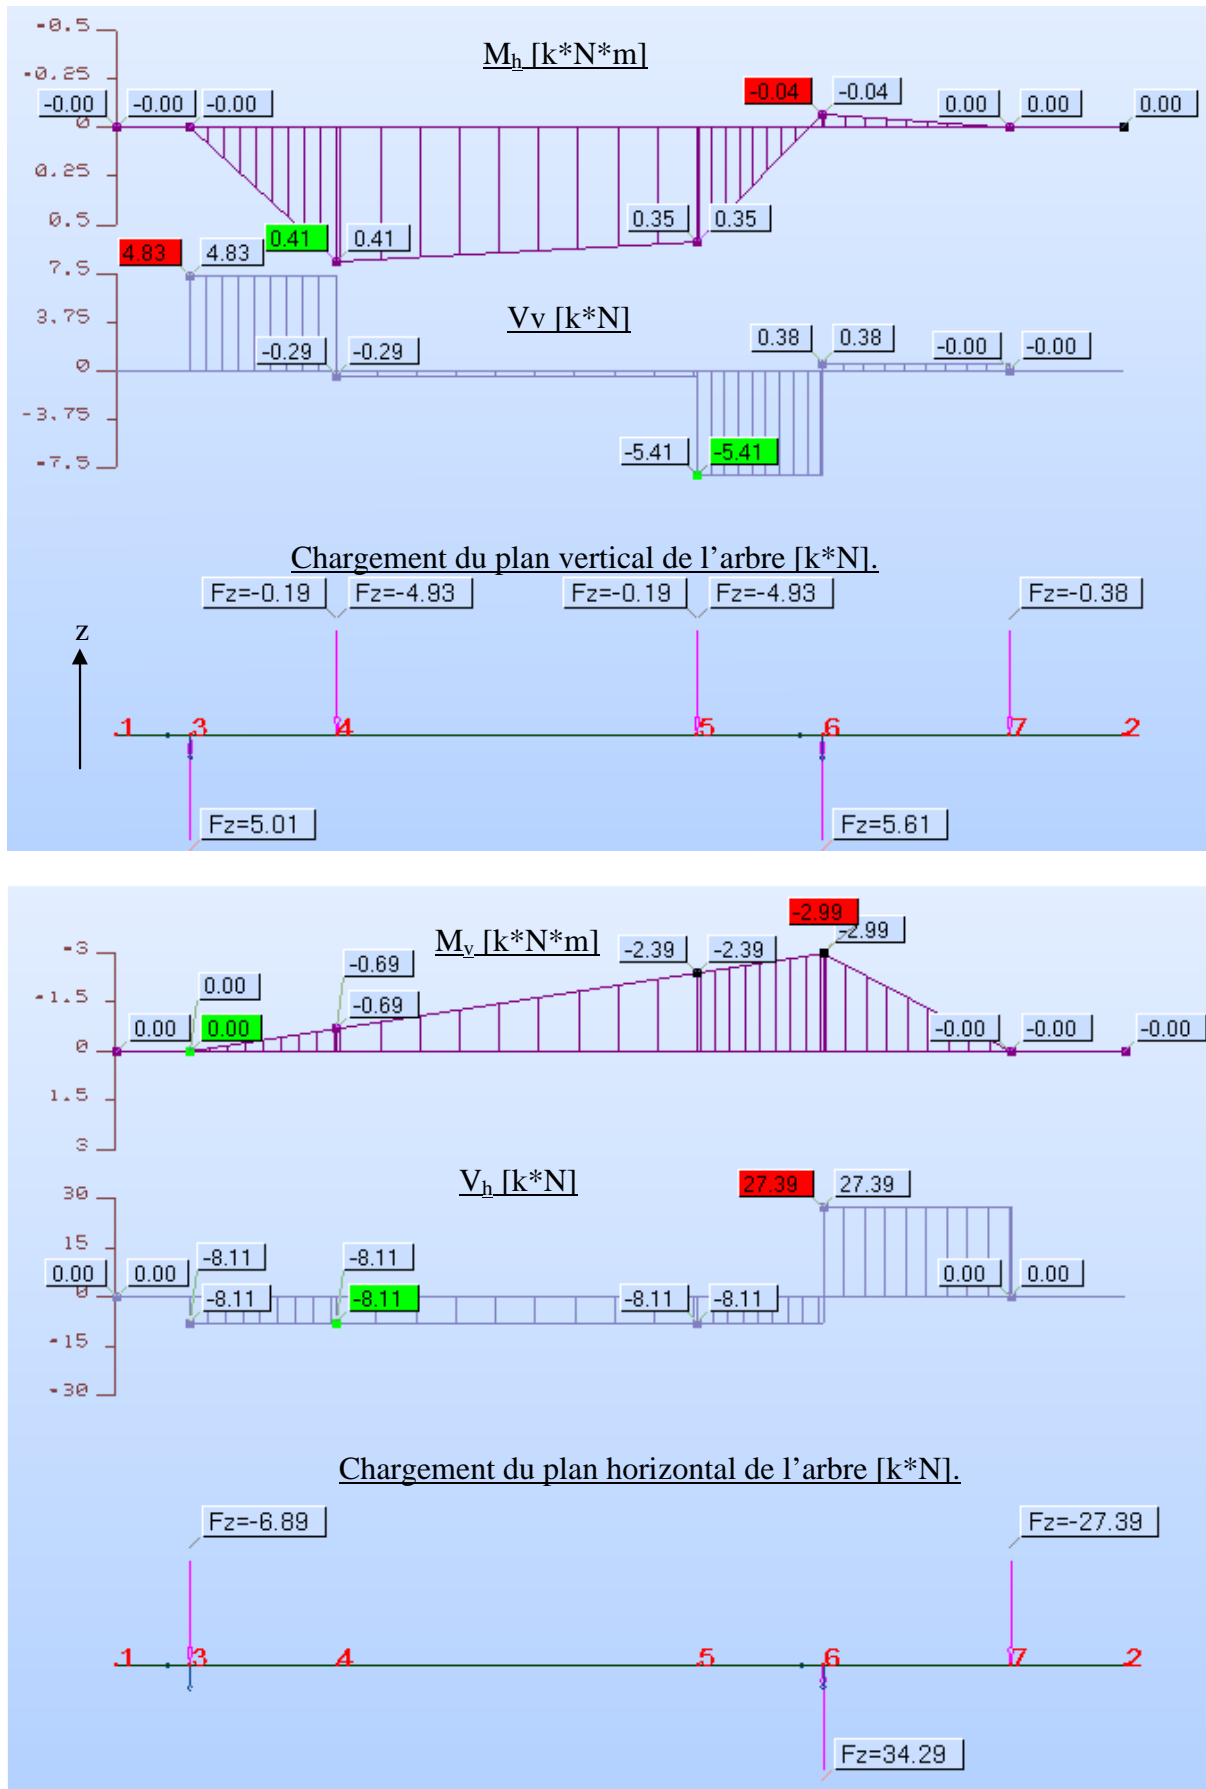 -0.5
M_h [k*N*m]
-0.25
-0.04 -0.04
-0.00 -0.00 -0.00 0.00 0.00 0.00
0
0.25
0.35 0.35
0.5
0.41 0.41
4.83 4.83
7.5
3.75
Vv [k*N]
0.38 0.38
-0.29 -0.29 -0.00 -0.00
0
-3.75
-5.41 -5.41
-7.5
Chargement du plan vertical de l’arbre [k*N].
Fz=-0.19 Fz=-4.93 Fz=-0.19 Fz=-4.93 Fz=-0.38
z
1 3 4 5 6 7 2
Fz=5.01 Fz=5.61
-2.99
-2.99
-3
M_v [k*N*m]
-2.39 -2.39
-0.69
0.00
-1.5
-0.69
0.00 0.00 -0.00 -0.00 -0.00
0
1.5
3
V_h [k*N]
27.39 27.39
30
15
-8.11 -8.11
0.00 0.00 0.00 0.00
0
-8.11 -8.11 -8.11 -8.11
-15
-30
Chargement du plan horizontal de l’arbre [k*N].
Fz=-6.89 Fz=-27.39
1 3 4 5 6 7 2
Fz=34.29